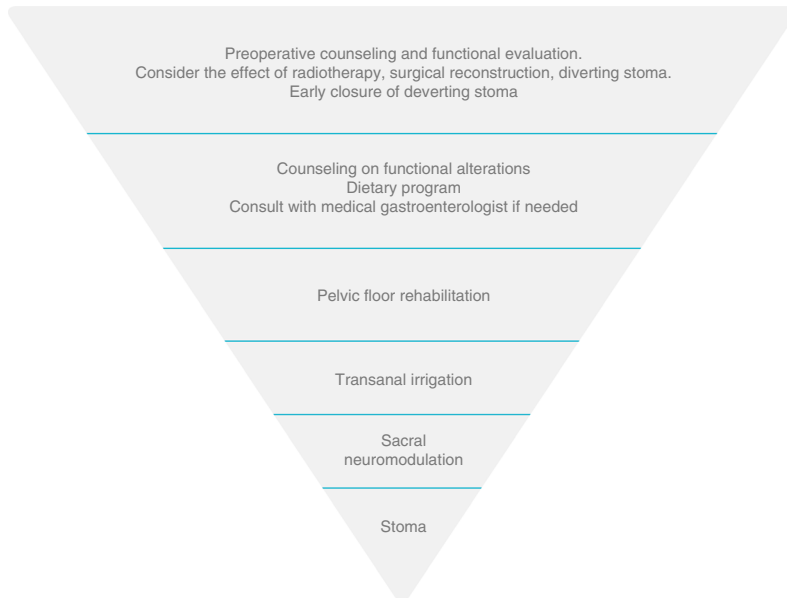 Preoperative counseling and functional evaluation.
Consider the effect of radiotherapy, surgical reconstruction, diverting stoma.
Early closure of deverting stoma
Counseling on functional alterations
Dietary program
Consult with medical gastroenterologist if needed
Pelvic floor rehabilitation
Transanal irrigation
Sacral
neuromodulation
Stoma